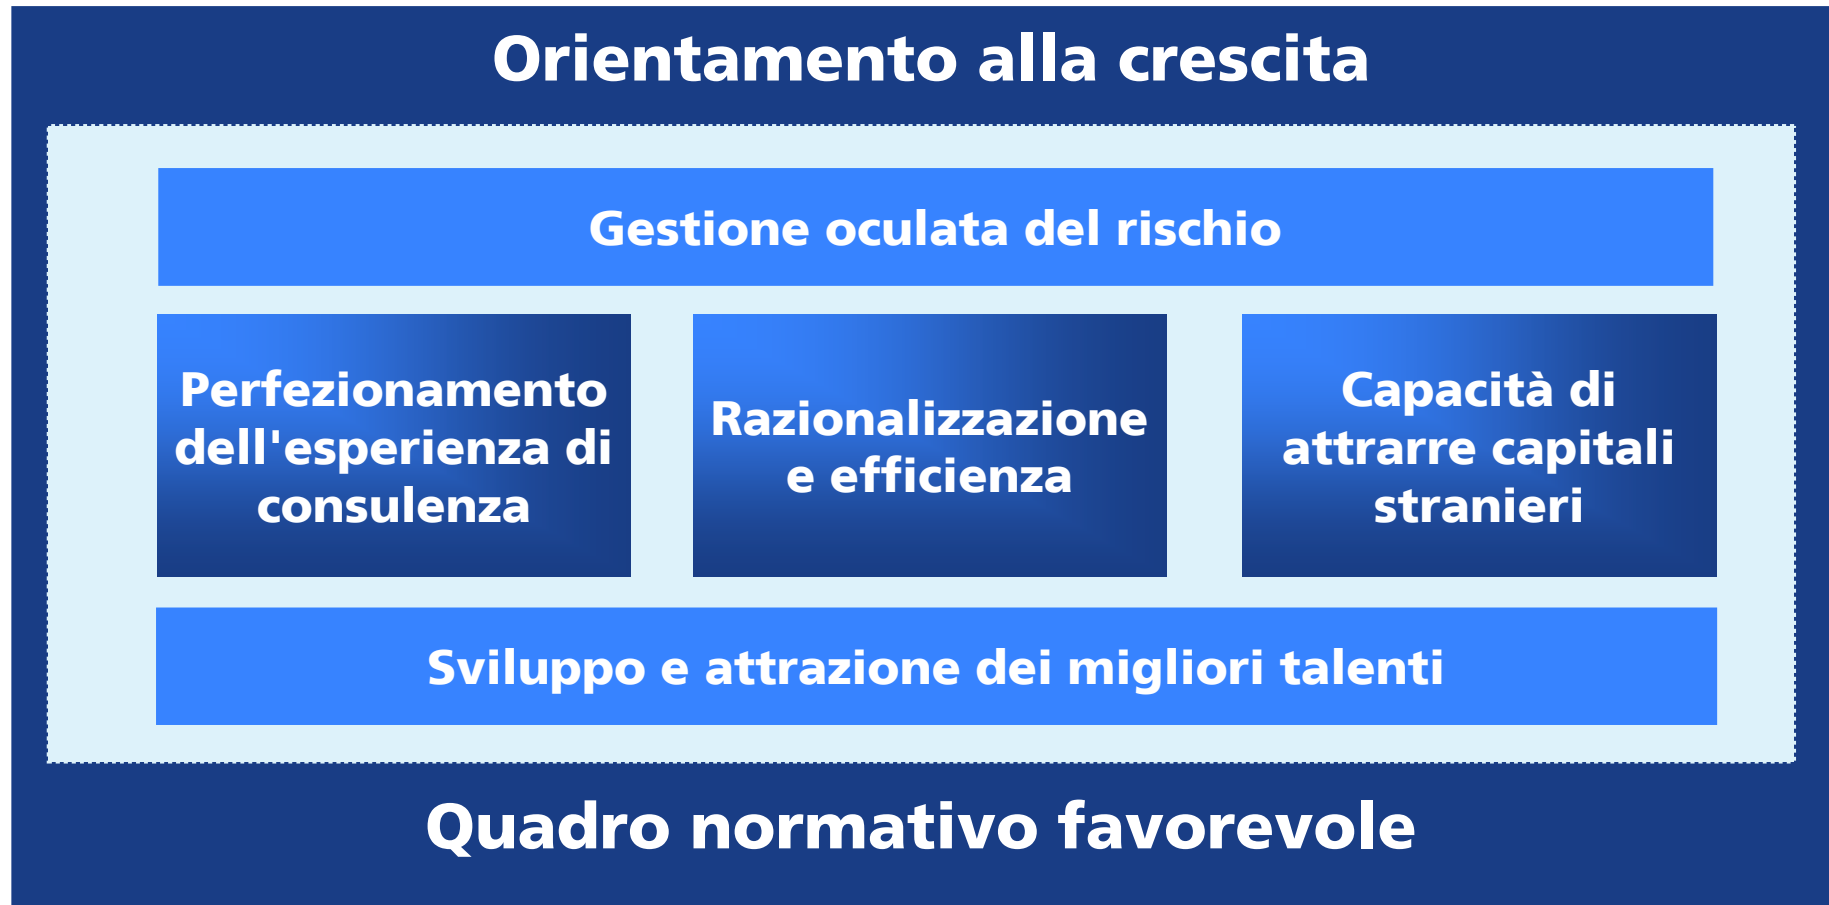 Orientamento alla crescita
Gestione oculata del rischio
Perfezionamento
dell'esperienza di
consulenza
Razionalizzazione
e efficienza
Capacità di
attrarre capitali
stranieri
Sviluppo e attrazione dei migliori talenti
Quadro normativo favorevole